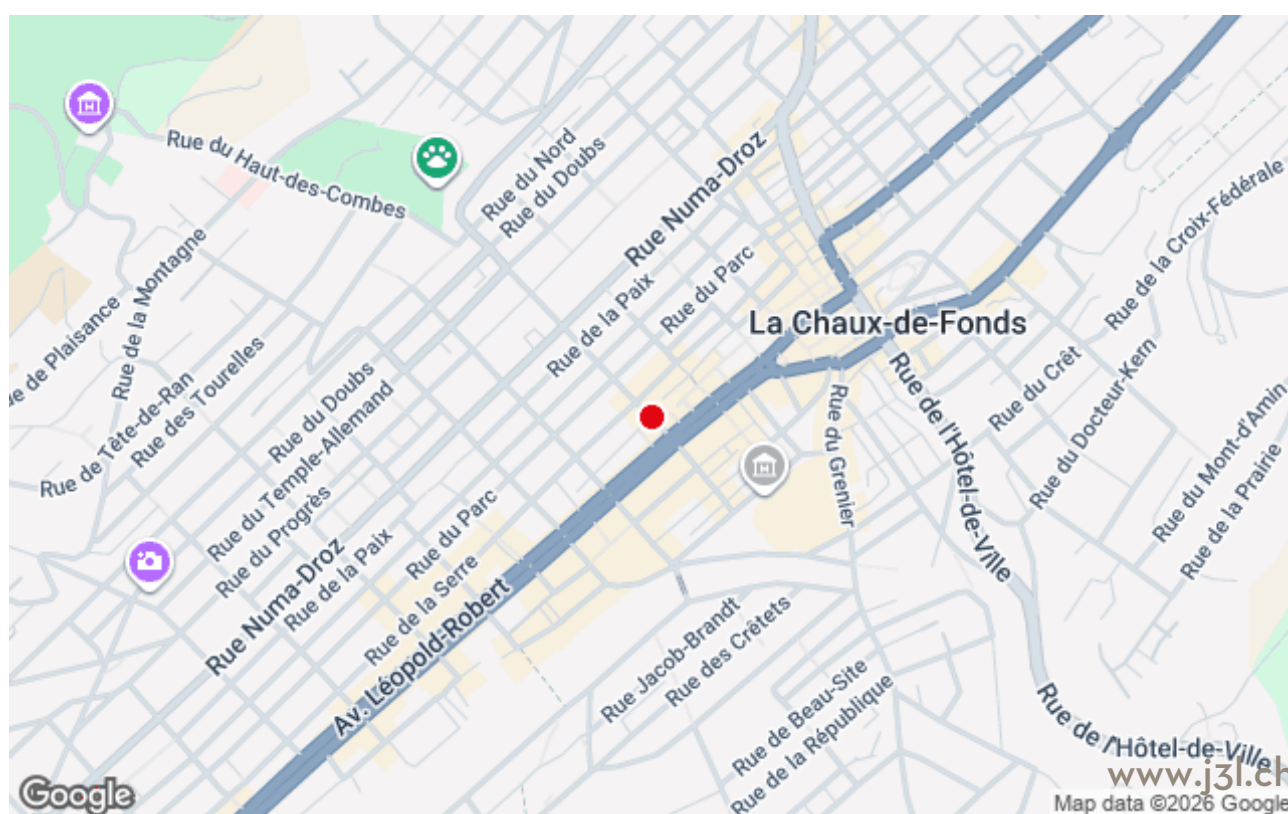 Rue du Haut-des-Combes
Rue du Nord
Rue du Doubs
Rue Numa-Droz
Rue de la Croix-Fédérale
Rue de la Montagne
Rue du Parc
Rue de la Paix
La Chaux-de-Fonds
ue de Plaisance
Rue de Tête-de-Ran
Rue des Tourelles
Rue du Doubs
Rue du Temple-Allemand
Rue du Progrès
Rue Numa-Droz
Rue de la Paix
Rue du Parc
Rue de la Serre
Av. Léopold-Robert
Rue du Grenier
Rue de l'Hôtel-de-Ville
Rue du Crêt
Rue du Docteur-Kern
Rue du Mont-d'Amin
Rue de la Prairie
Rue Jacob-Brandt
Rue des Crêtets
Rue de Beau-Site
Rue de la République
Rue de l'Hôtel-de-Ville
www.j3l.ch
Google
Map data ©2026 Google